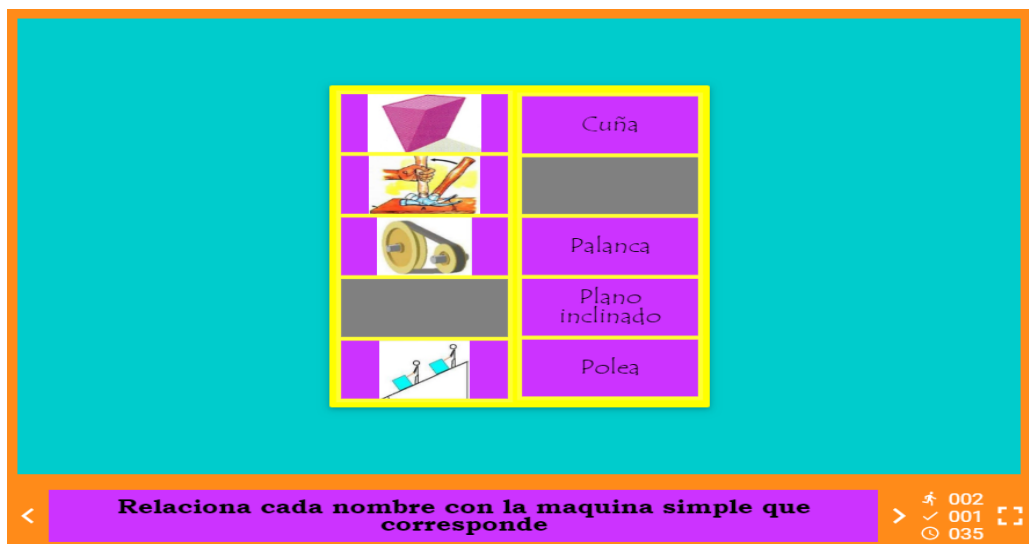 Cuña
Palanca
Plano
inclinado
Polea
Relaciona cada nombre con la maquina simple que
corresponde
002
001
035